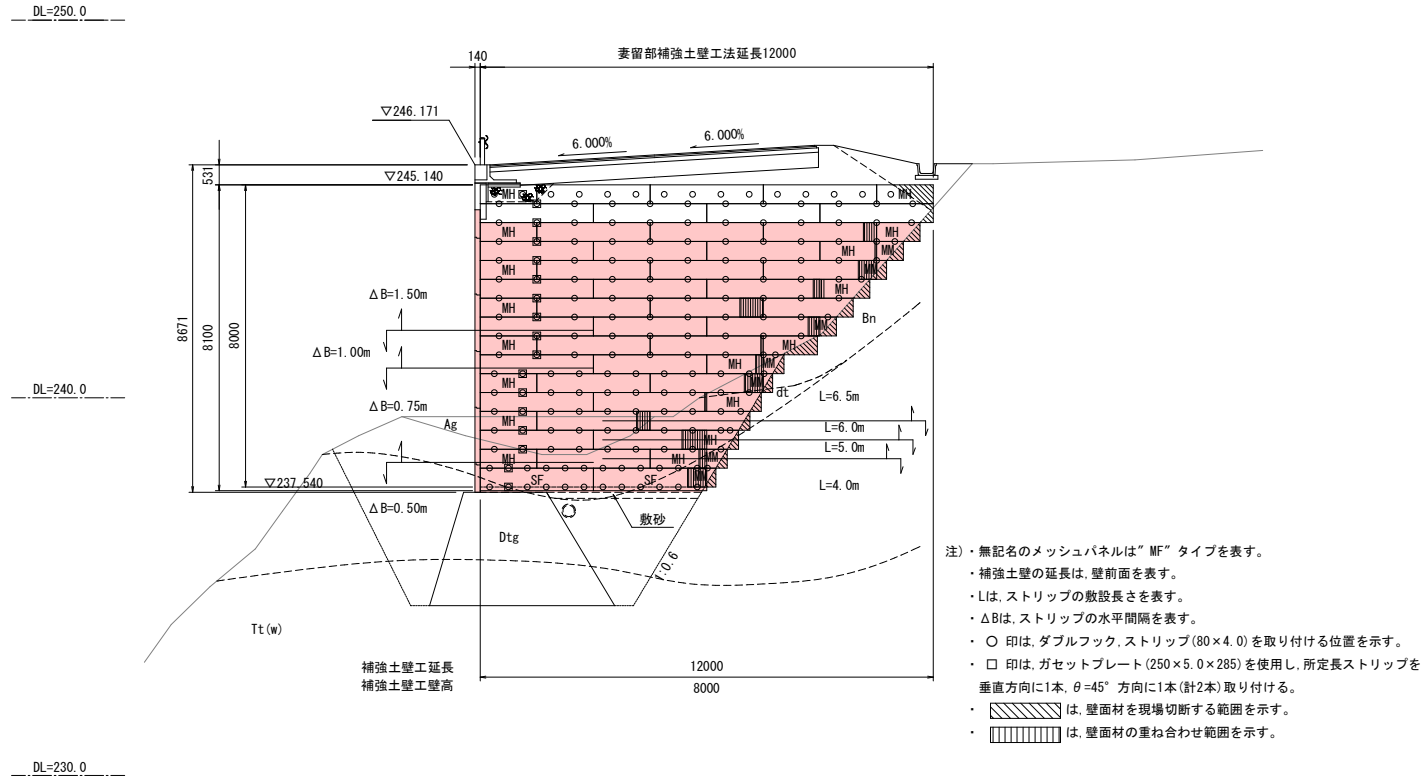 DL=250.0
140
妻留部補強土壁工法延長12000
▽246.171
6.000%
6.000%
531
▽245.140
MH
MH
MH
MH
MH
MM
MH
MM
MH
MH
MM
Bn
MH
MH
MH
MM
MH
MM
MH
MH
MH
MH
MH
MM
MM
SF
SF
8671
8100
8000
ΔB=1.50m
ΔB=1.00m
DL=240.0
ΔB=0.75m
Ag
dt
L=6.5m
L=6.0m
L=5.0m
L=4.0m
▽237.540
ΔB=0.50m
敷砂
Dtg
1:0.6
Tt(w)
補強土壁工延長
12000
補強土壁工壁高
8000
注)・無記名のメッシュパネルは"MF"タイプを表す。
・補強土壁の延長は,壁前面を表す。
・Lは,ストリップの敷設長さを表す。
・ΔBは,ストリップの水平間隔を表す。
・ ○ 印は,ダブルフック,ストリップ(80×4.0)を取り付ける位置を示す。
・ □ 印は,ガセットプレート(250×5.0×285)を使用し,所定長ストリップを
垂直方向に1本,θ=45°方向に1本(計2本)取り付ける。
・ は,壁面材を現場切断する範囲を示す。
・ は,壁面材の重ね合わせ範囲を示す。
DL=230.0